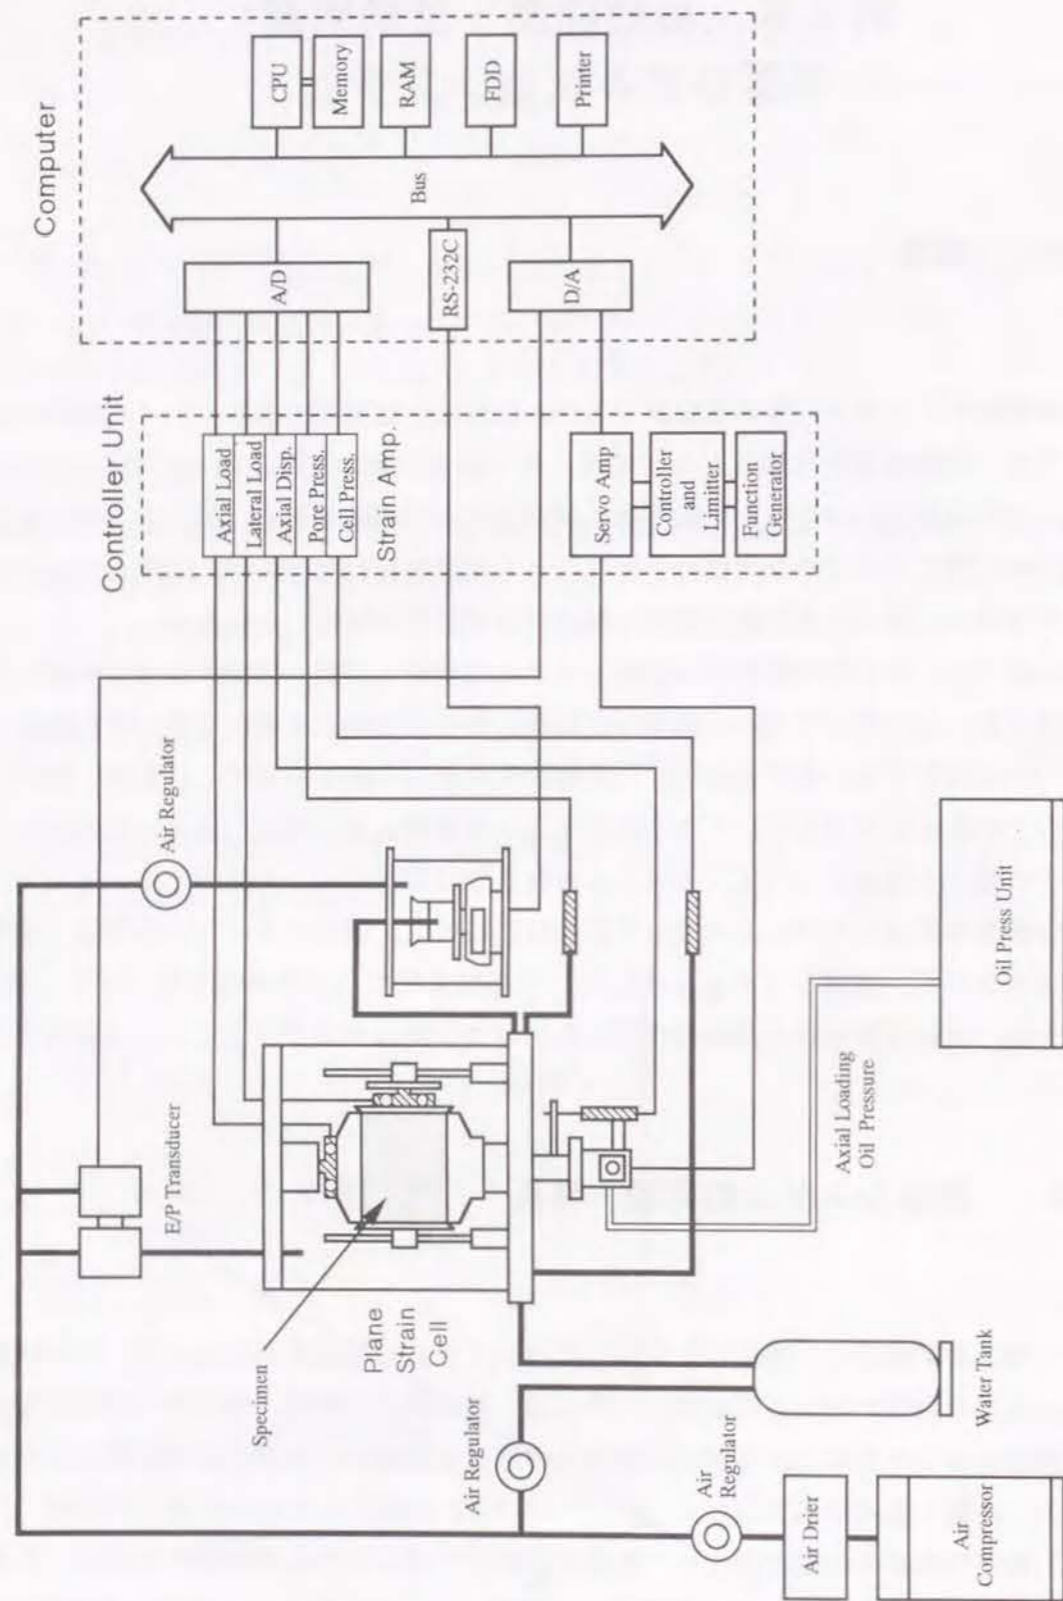 Computer
CPU
Memory
RAM
FDD
Printer
Bus
A/D
RS-232C
D/A
Controller Unit
Axial Load
Lateral Load
Axial Disp.
Pore Press.
Cell Press.
Strain Amp.
Servo Amp
Controller
and
Limitter
Function
Generator
Air Regulator
E/P Transducer
Specimen
Plane
Strain
Cell
Axial Loading
Oil Pressure
Oil Press Unit
Air Regulator
Water Tank
Air
Regulator
Air Drier
Air
Compressor